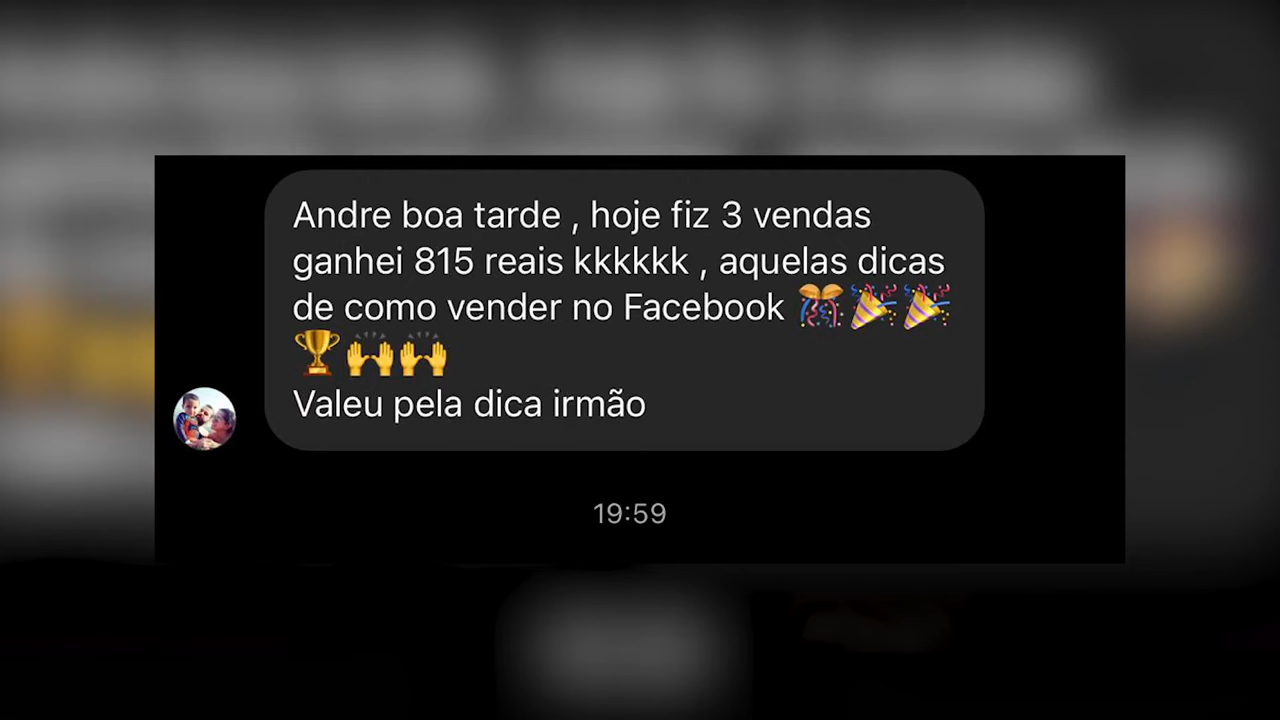 Andre boa tarde , hoje fiz 3 vendas
ganhei 815 reais kkkkkk , aquelas dicas
de como vender no Facebook 🎊🎉🎉
🏆🙌🙌
Valeu pela dica irmão
19:59